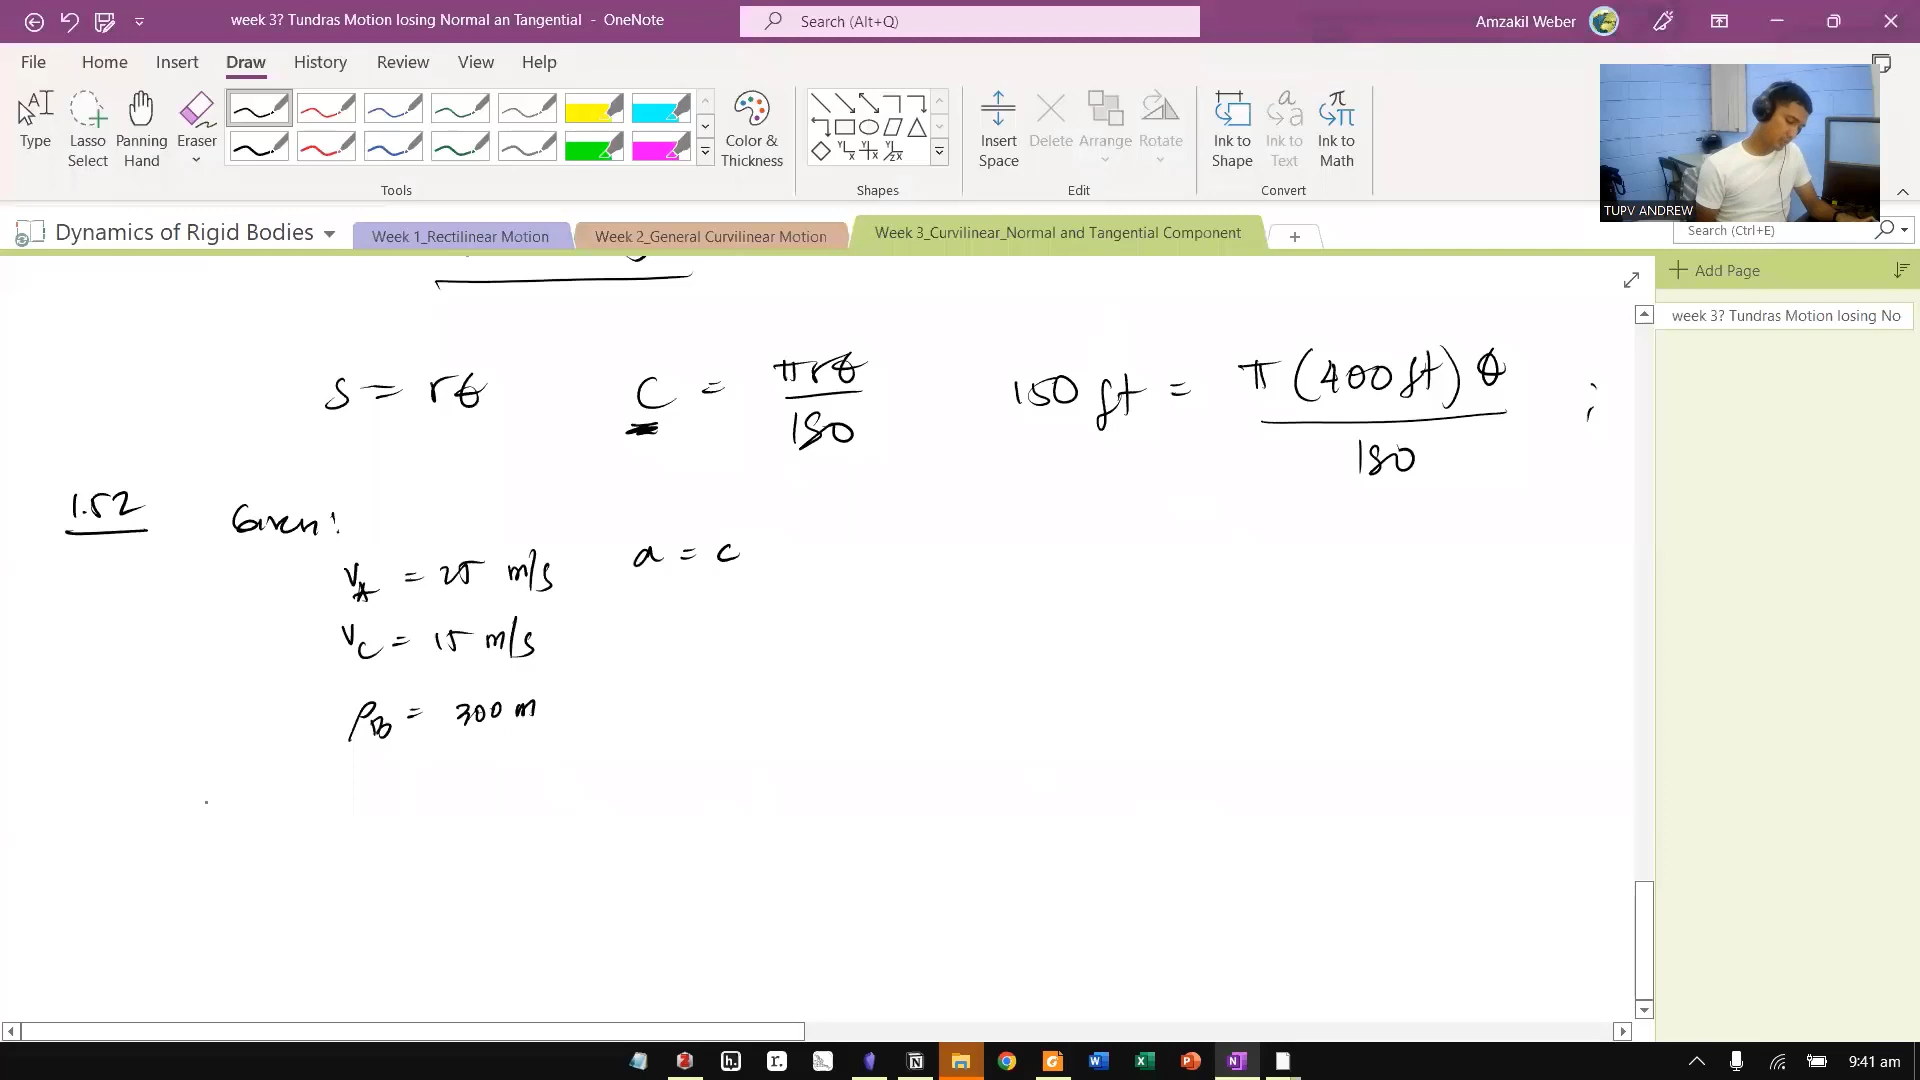 week 3? Tundras Motion losing Normal an Tangential - OneNote
Search (Alt+Q)
Amzakil Weber
File Home Insert Draw History Review View Help
Type
Lasso Select
Panning Hand
Eraser
Color & Thickness
Insert Space
Delete
Arrange
Rotate
Ink to Shape
Ink to Text
Ink to Math
Tools
Shapes
Edit
Convert
TUPV ANDREW
Dynamics of Rigid Bodies
Week 1_Rectilinear Motion
Week 2_General Curvilinear Motion
Week 3_Curvilinear_Normal and Tangential Component
+
Search (Ctrl+E)
Add Page
week 3? Tundras Motion losing No
s = rθ
C = πrθ / 180
150 ft = π (400 ft) θ / 180 ;
1.52
Given:
V_A = 25 m/s
a = c
V_C = 15 m/s
ρ_B = 300 m
9:41 am